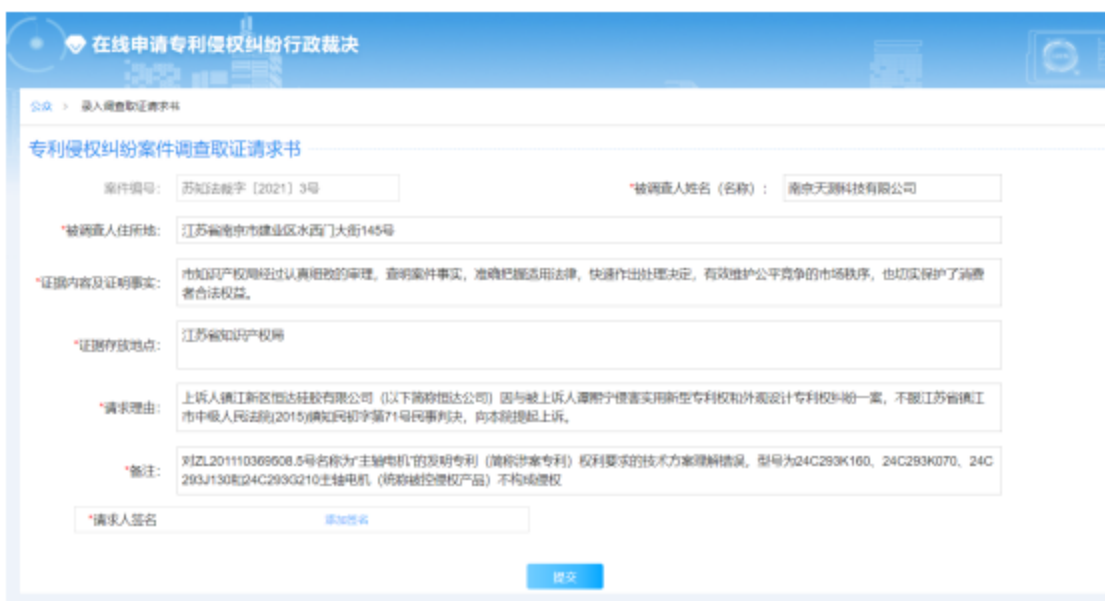 在线申请专利侵权纠纷行政裁决
公众 > 录入调查取证请求书
专利侵权纠纷案件调查取证请求书
案件编号： 苏知法裁字〔2021〕3号 *被调查人姓名（名称）： 南京天测科技有限公司
*被调查人住所地： 江苏省南京市建业区水西门大街145号
*证据内容及证明事实： 市知识产权局经过认真细致的审理，查明案件事实，准确把握适用法律，快速作出处理决定，有效维护公平竞争的市场秩序，也切实保护了消费
者合法权益。
*证据存放地点： 江苏省知识产权局
*请求理由： 上诉人镇江新区恒达硅胶有限公司（以下简称恒达公司）因与被上诉人谭熙宁侵害实用新型专利权和外观设计专利权纠纷一案，不服江苏省镇江
市中级人民法院(2015)镇知民初字第71号民事判决，向本院提起上诉。
*备注： 对ZL201110369508.5号名称为“主轴电机”的发明专利（简称涉案专利）权利要求的技术方案理解错误，型号为24C293K160、24C293K070、24C
293J130和24C293G210主轴电机（统称被控侵权产品）不构成侵权
*请求人签名 添加签名
提交